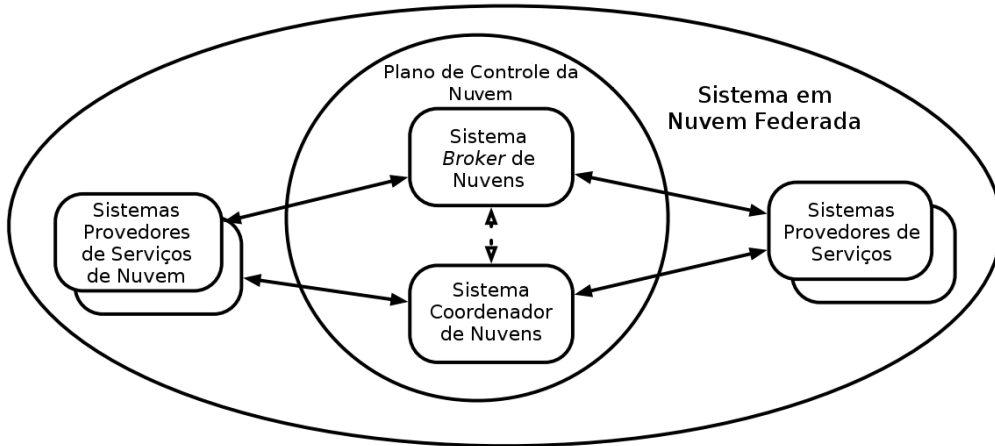 Plano de Controle da
Nuvem
Sistema em
Nuvem Federada
Sistema
Broker de
Nuvens
Sistemas
Provedores
de Serviços
de Nuvem
Sistemas
Provedores de
Serviços
Sistema
Coordenador
de Nuvens